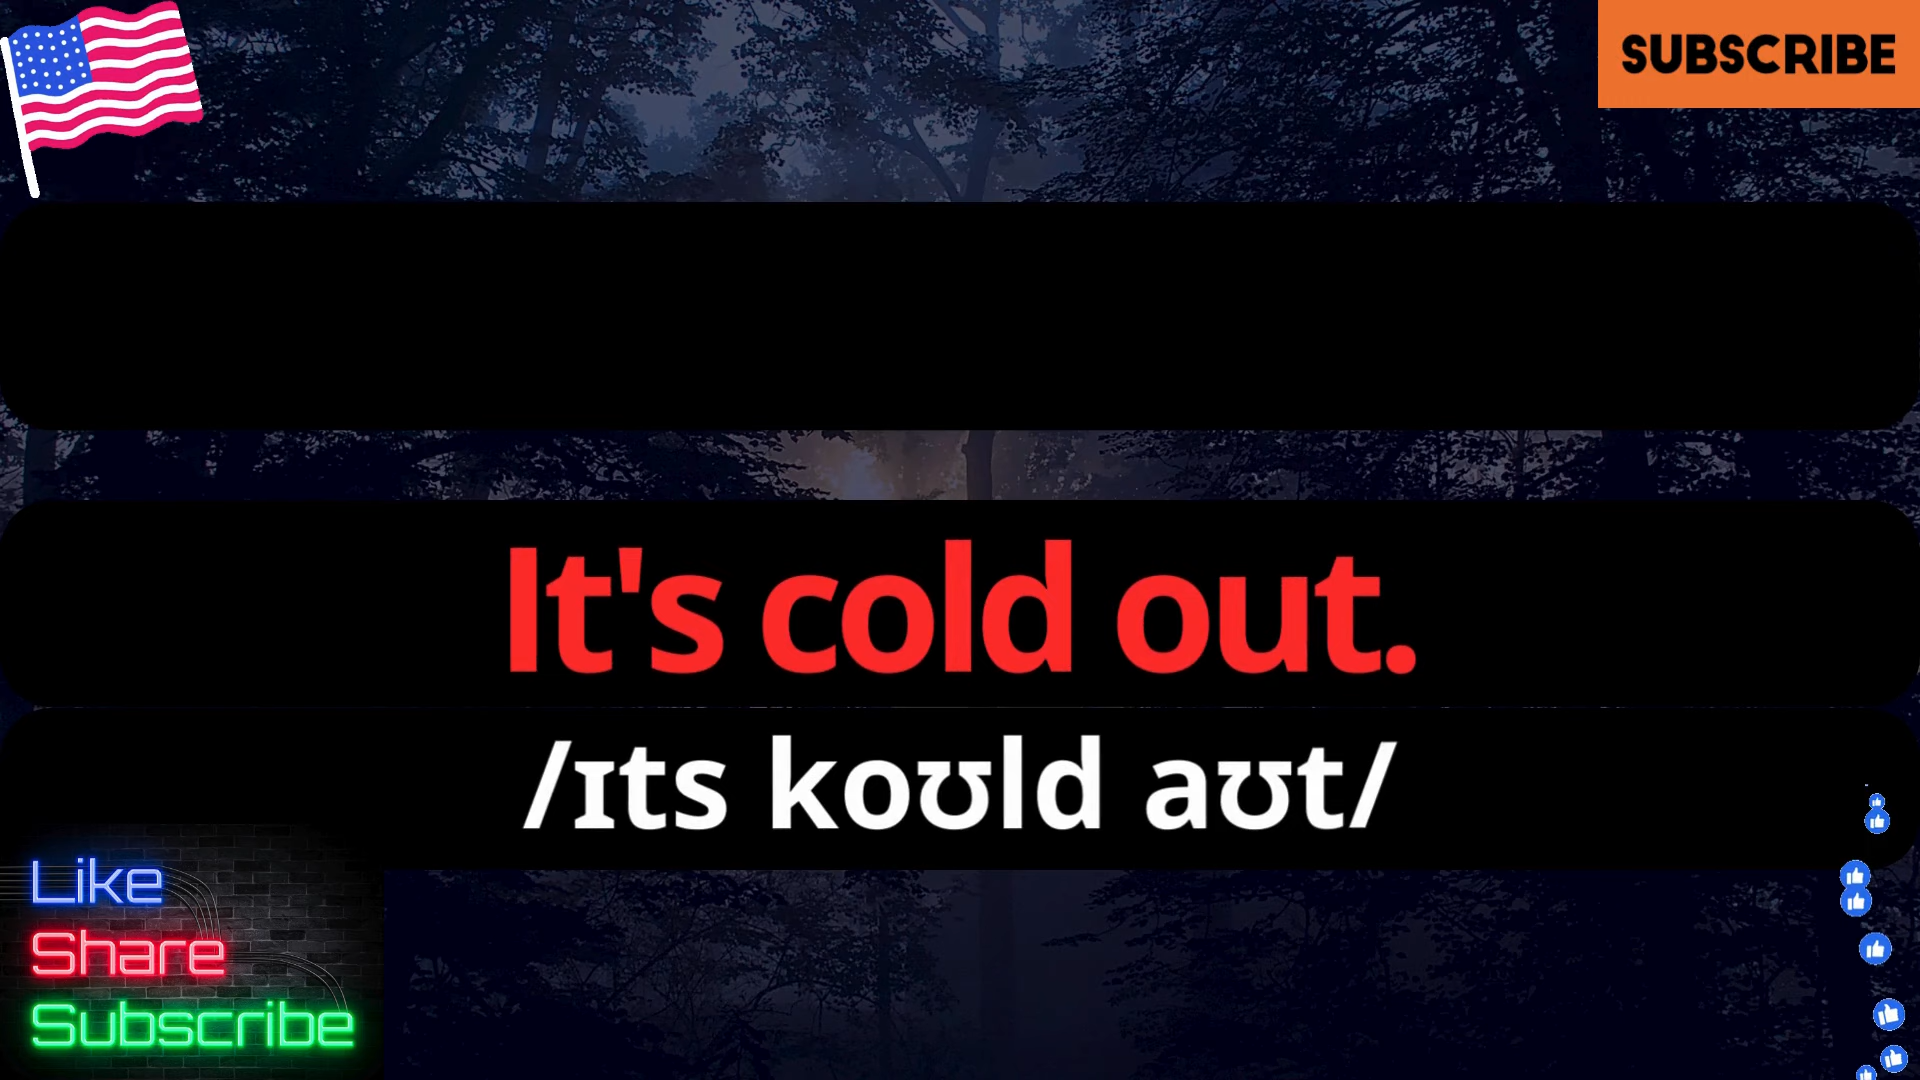 SUBSCRIBE
It's cold out.
/ɪts koʊld aʊt/
Like
Share
Subscribe